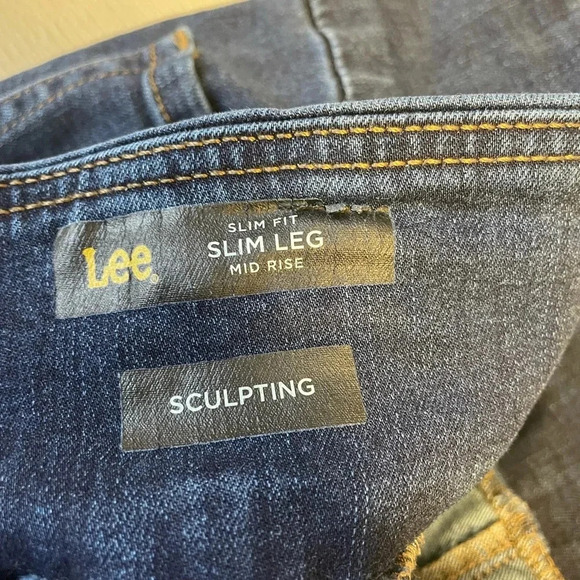 Lee.
SLIM FIT
SLIM LEG
MID RISE
SCULPTING